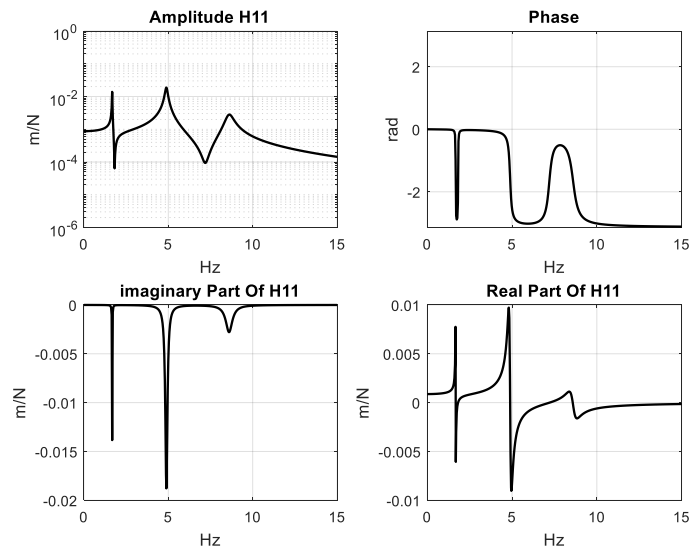 Amplitude H11
10^0
10^-2
10^-4
10^-6
m/N
0 5 10 15
Hz
Phase
2
0
-2
rad
0 5 10 15
Hz
imaginary Part Of H11
0
-0.005
-0.01
-0.015
-0.02
m/N
0 5 10 15
Hz
Real Part Of H11
0.01
0.005
0
-0.005
-0.01
m/N
0 5 10 15
Hz